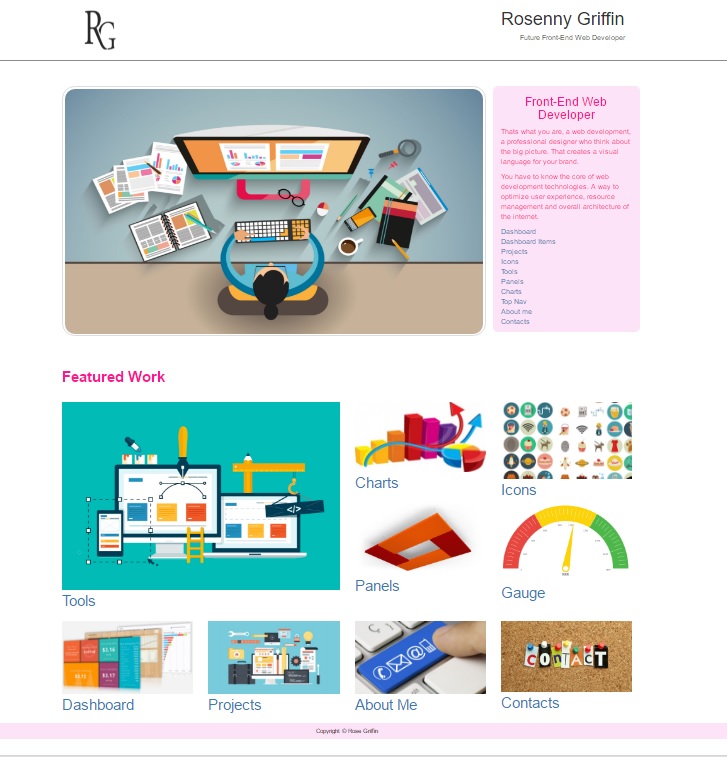 RG
Rosenny Griffin
Future Front-End Web Developer
Front-End Web
Developer
Thats what you are, a web development,
a professional designer who think about
the big picture. That creates a visual
language for your brand.
You have to know the core of web
development technologies. A way to
optimize user experience, resource
management and overall architecture of
the internet.
Dashboard
Dashboard Items
Projects
Icons
Tools
Panels
Charts
Top Nav
About me
Contacts
Featured Work
</>
Tools
Charts
Icons
Panels
Gauge
$3.16
$3.17
CONTACT
Dashboard
Projects
About Me
Contacts
Copyright © Rose Griffin